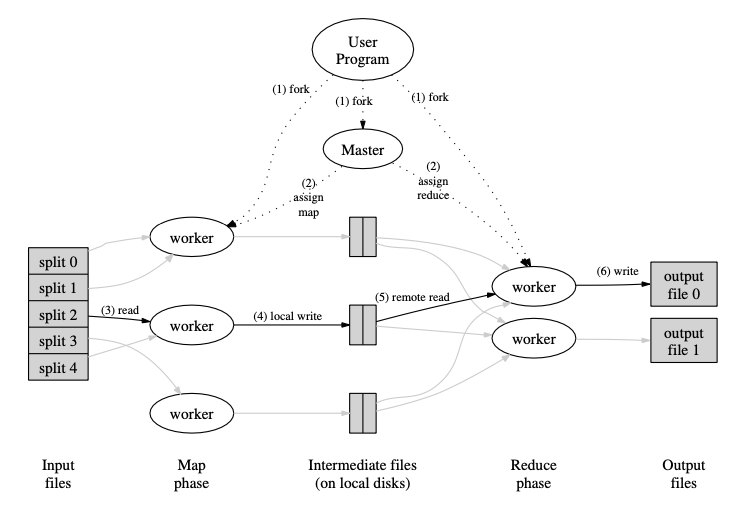 User
Program
(1) fork
(1) fork
(1) fork
Master
(2)
assign
map
(2)
assign
reduce
worker
split 0
split 1
split 2
split 3
split 4
(3) read
worker
(4) local write
(5) remote read
worker
worker
worker
(6) write
output
file 0
output
file 1
Input
files
Map
phase
Intermediate files
(on local disks)
Reduce
phase
Output
files